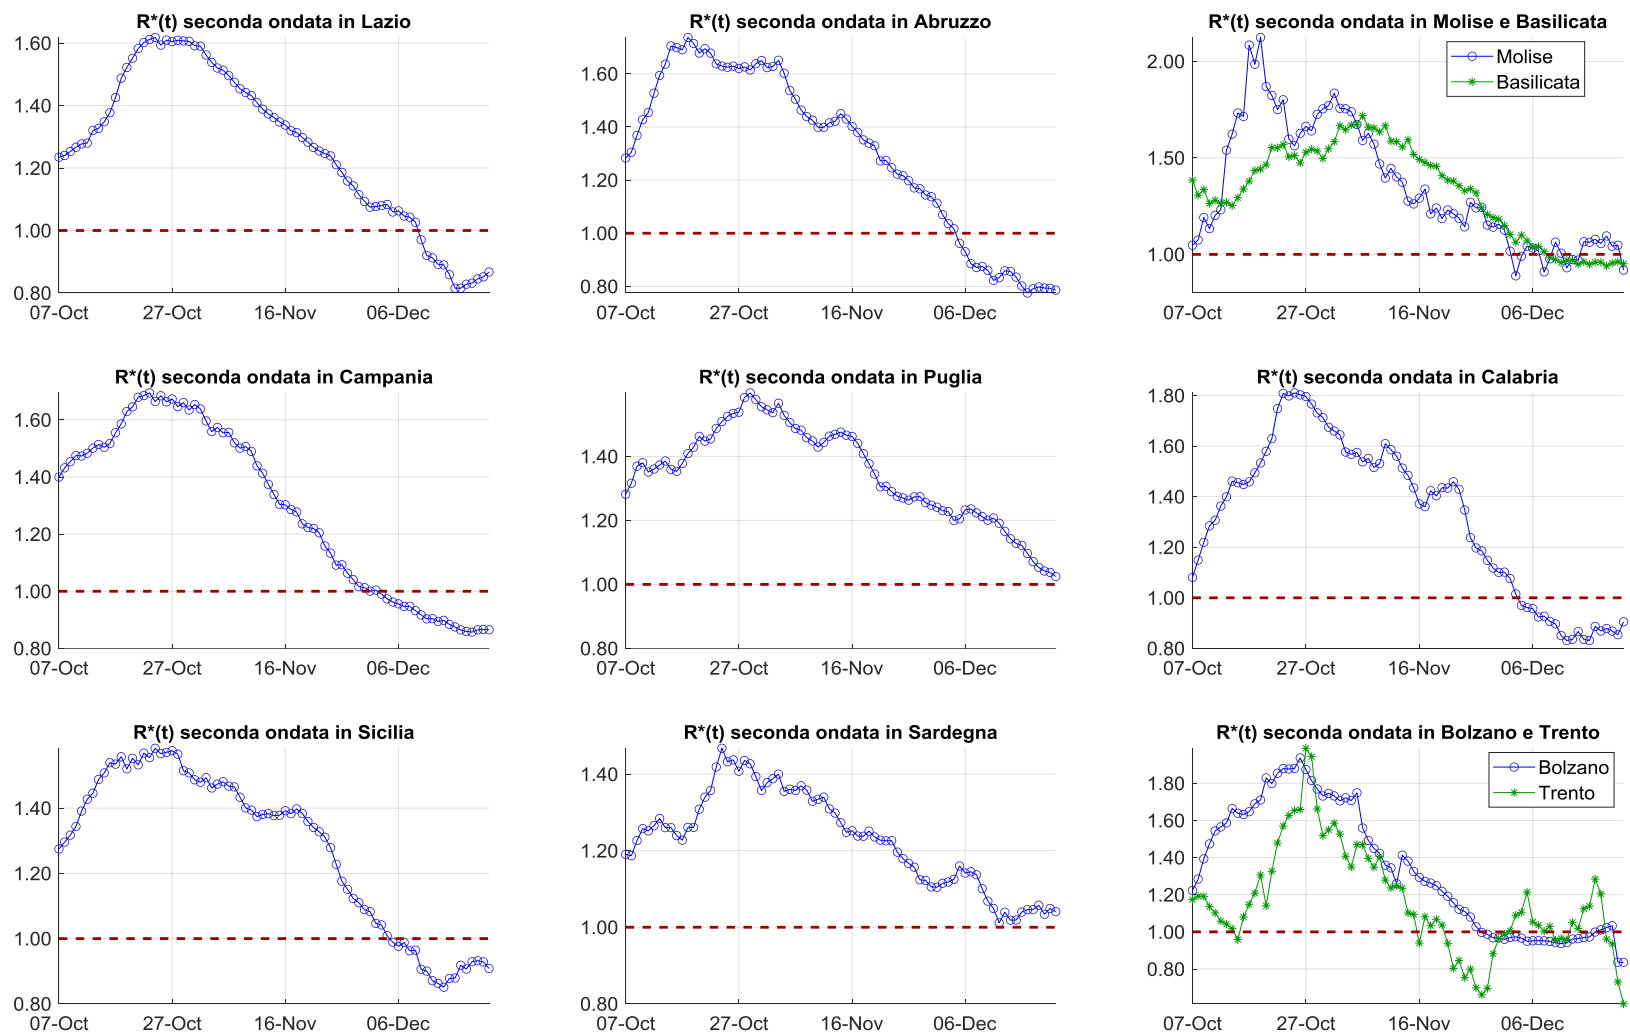 R*(t) seconda ondata in Lazio
1.60
1.40
1.20
1.00
0.80
07-Oct 27-Oct 16-Nov 06-Dec
R*(t) seconda ondata in Abruzzo
1.60
1.40
1.20
1.00
0.80
07-Oct 27-Oct 16-Nov 06-Dec
R*(t) seconda ondata in Molise e Basilicata
Molise
Basilicata
2.00
1.50
1.00
07-Oct 27-Oct 16-Nov 06-Dec
R*(t) seconda ondata in Campania
1.60
1.40
1.20
1.00
0.80
07-Oct 27-Oct 16-Nov 06-Dec
R*(t) seconda ondata in Puglia
1.40
1.20
1.00
0.80
07-Oct 27-Oct 16-Nov 06-Dec
R*(t) seconda ondata in Calabria
1.80
1.60
1.40
1.20
1.00
0.80
07-Oct 27-Oct 16-Nov 06-Dec
R*(t) seconda ondata in Sicilia
1.40
1.20
1.00
0.80
07-Oct 27-Oct 16-Nov 06-Dec
R*(t) seconda ondata in Sardegna
1.40
1.20
1.00
0.80
07-Oct 27-Oct 16-Nov 06-Dec
R*(t) seconda ondata in Bolzano e Trento
Bolzano
Trento
1.80
1.60
1.40
1.20
1.00
0.80
07-Oct 27-Oct 16-Nov 06-Dec